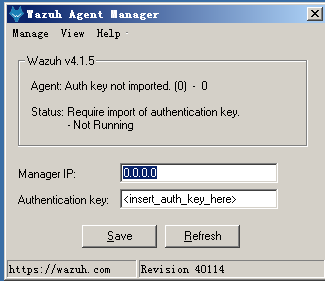 Wazuh Agent Manager
Manage View Help
Wazuh v4.1.5
Agent: Auth key not imported. (0) - 0
Status: Require import of authentication key.
- Not Running
Manager IP: 0.0.0.0
Authentication key: <insert_auth_key_here>
Save Refresh
https://wazuh.com Revision 40114